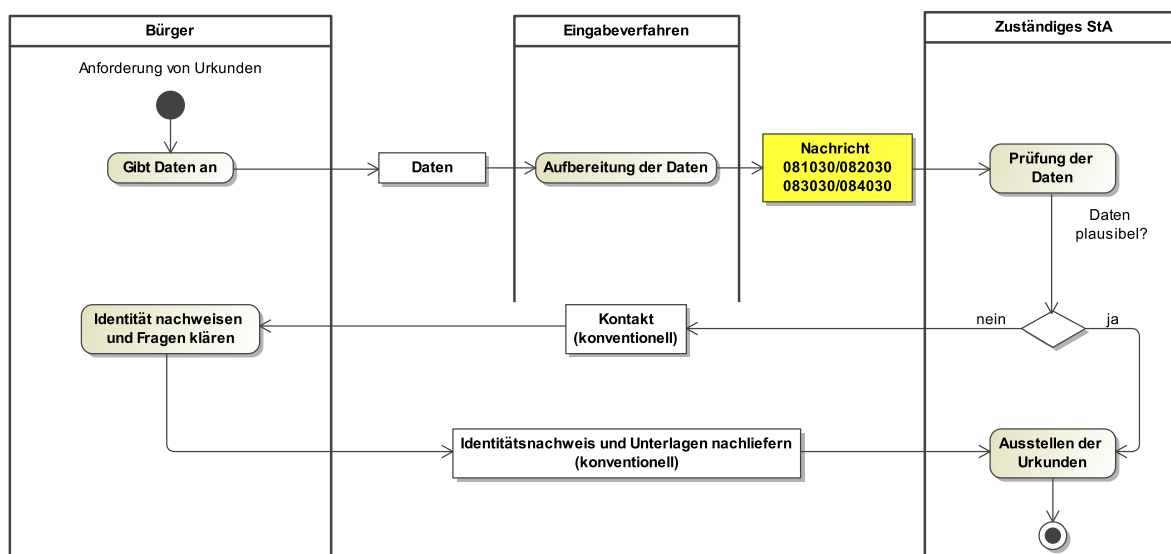 Bürger
Eingabeverfahren
Zuständiges StA
Anforderung von Urkunden
Gibt Daten an
Daten
Aufbereitung der Daten
Nachricht
081030/082030
083030/084030
Prüfung der
Daten
Daten
plausibel?
nein
ja
Kontakt
(konventionell)
Identität nachweisen
und Fragen klären
Identitätsnachweis und Unterlagen nachliefern
(konventionell)
Ausstellen der
Urkunden